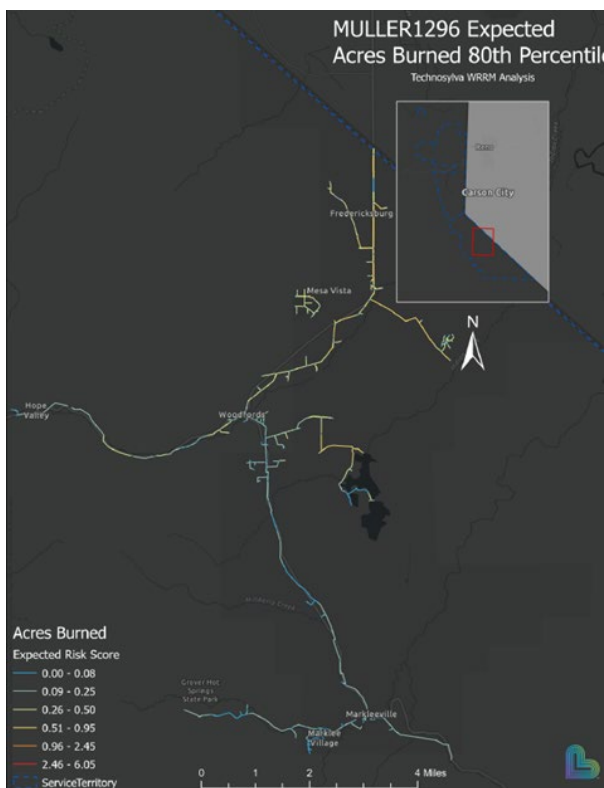 MULLER1296 Expected
Acres Burned 80th Percentile
Technosylva WRRM Analysis
Reno
Carson City
Fredericksburg
Mesa Vista
N
Hope
Valley
Woodfords
Acres Burned
Expected Risk Score
0.00 - 0.08
0.09 - 0.25
0.26 - 0.50
0.51 - 0.95
0.96 - 2.45
2.46 - 6.05
ServiceTerritory
Grover Hot
Springs
State Park
Markleeville
Marklee
Village
0 1 2 4 Miles